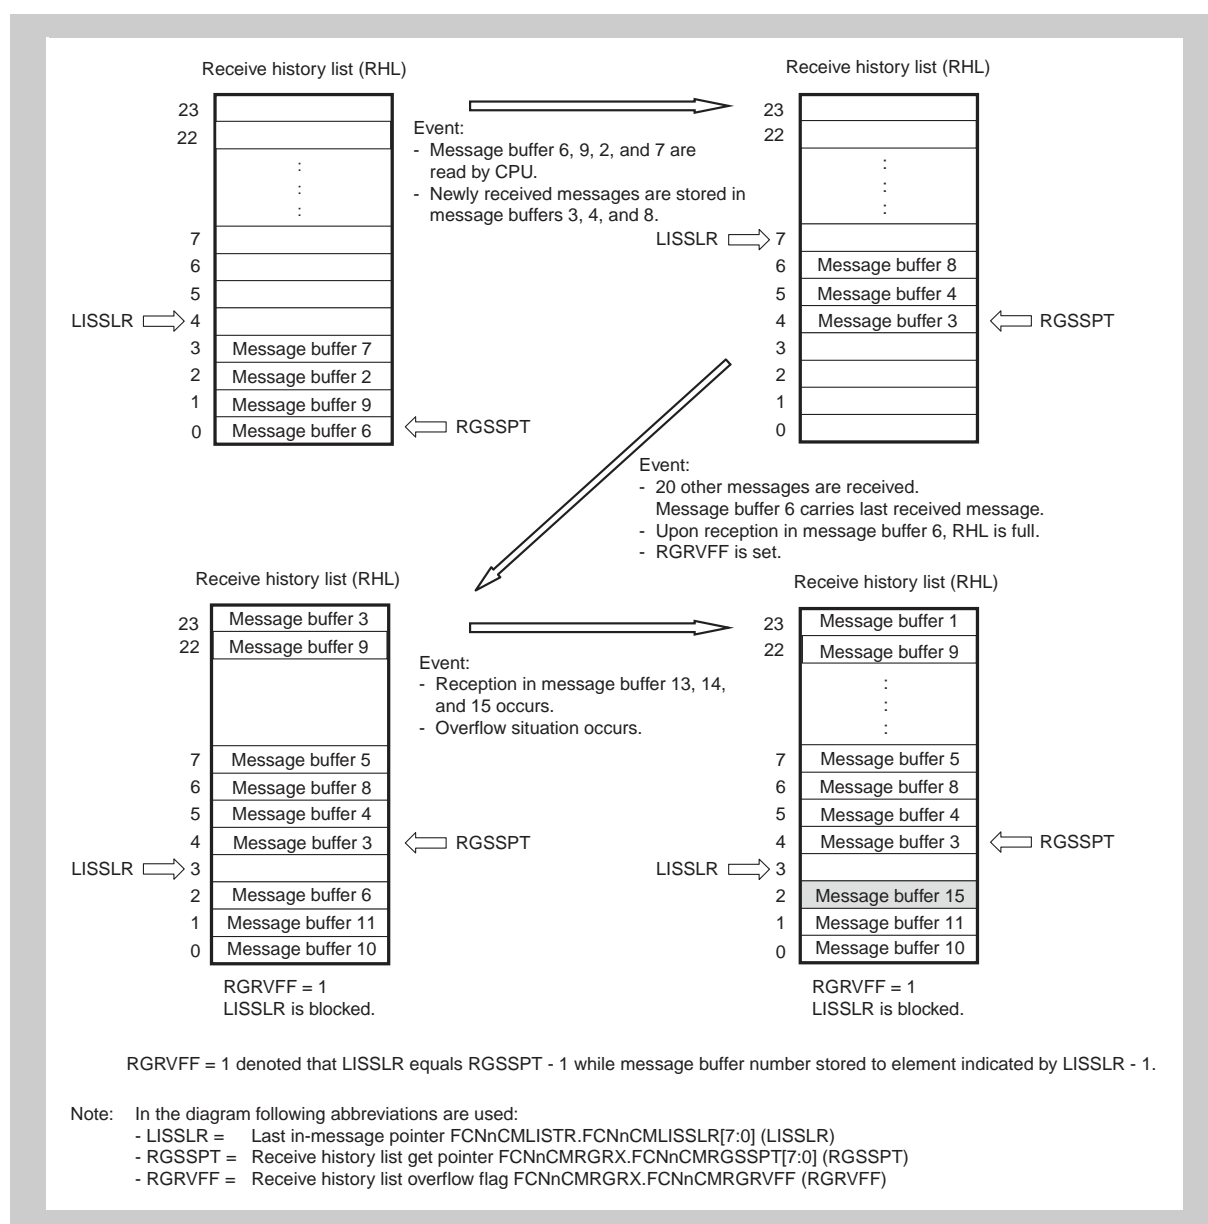 Receive history list (RHL)
23
22
:
:
:
7
6
5
LISSLR
4
3
Message buffer 7
2
Message buffer 2
1
Message buffer 9
0
Message buffer 6
RGSSPT
Event:
- Message buffer 6, 9, 2, and 7 are
read by CPU.
- Newly received messages are stored in
message buffers 3, 4, and 8.
Receive history list (RHL)
23
22
:
:
:
LISSLR
7
6
Message buffer 8
5
Message buffer 4
4
Message buffer 3
RGSSPT
3
2
1
0
Event:
- 20 other messages are received.
Message buffer 6 carries last received message.
- Upon reception in message buffer 6, RHL is full.
- RGRVFF is set.
Receive history list (RHL)
23
Message buffer 3
22
Message buffer 9
7
Message buffer 5
6
Message buffer 8
5
Message buffer 4
4
Message buffer 3
RGSSPT
LISSLR
3
2
Message buffer 6
1
Message buffer 11
0
Message buffer 10
RGRVFF = 1
LISSLR is blocked.
Event:
- Reception in message buffer 13, 14,
and 15 occurs.
- Overflow situation occurs.
Receive history list (RHL)
23
Message buffer 1
22
Message buffer 9
:
:
:
7
Message buffer 5
6
Message buffer 8
5
Message buffer 4
4
Message buffer 3
RGSSPT
LISSLR
3
2
Message buffer 15
1
Message buffer 11
0
Message buffer 10
RGRVFF = 1
LISSLR is blocked.
RGRVFF = 1 denoted that LISSLR equals RGSSPT - 1 while message buffer number stored to element indicated by LISSLR - 1.
Note: In the diagram following abbreviations are used:
- LISSLR = Last in-message pointer FCNnCMLISTR.FCNnCMLISSLR[7:0] (LISSLR)
- RGSSPT = Receive history list get pointer FCNnCMRGRX.FCNnCMRGSSPT[7:0] (RGSSPT)
- RGRVFF = Receive history list overflow flag FCNnCMRGRX.FCNnCMRGRVFF (RGRVFF)